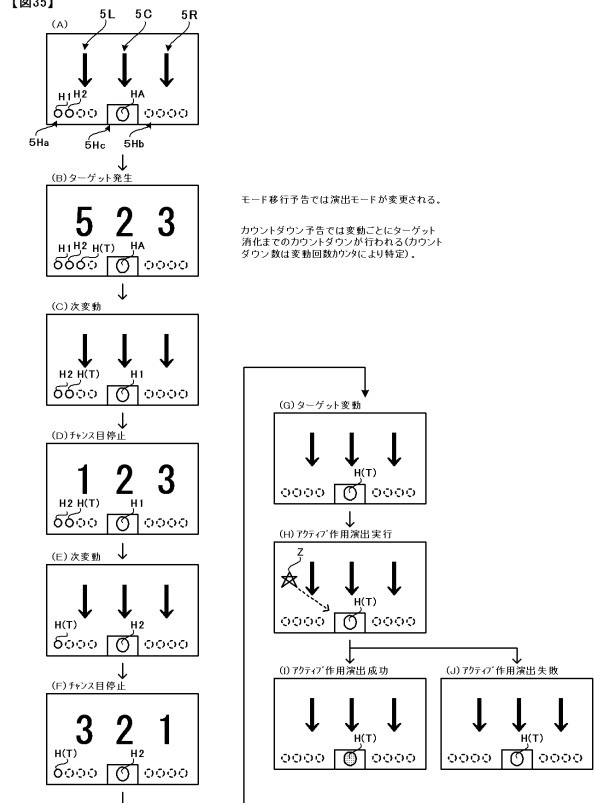 【図35】
(A)
5L 5C 5R
H1 H2 HA
5Ha 5Hc 5Hb
(B)ターゲット発生
5 2 3
H1 H2 H(T) HA
(C)次変動
H2 H(T) H1
(D)チャンス目停止
1 2 3
H2 H(T) H1
(E)次変動
H(T) H2
(F)チャンス目停止
3 2 1
H(T) H2
モード移行予告では演出モードが変更される。
カウントダウン予告では変動ごとにターゲット
消化までのカウントダウンが行われる(カウント
ダウン数は変動回数カウンタにより特定)。
(G)ターゲット変動
H(T)
(H)アクティブ作用演出実行
Z
H(T)
(I)アクティブ作用演出成功
H(T)
(J)アクティブ作用演出失敗
H(T)